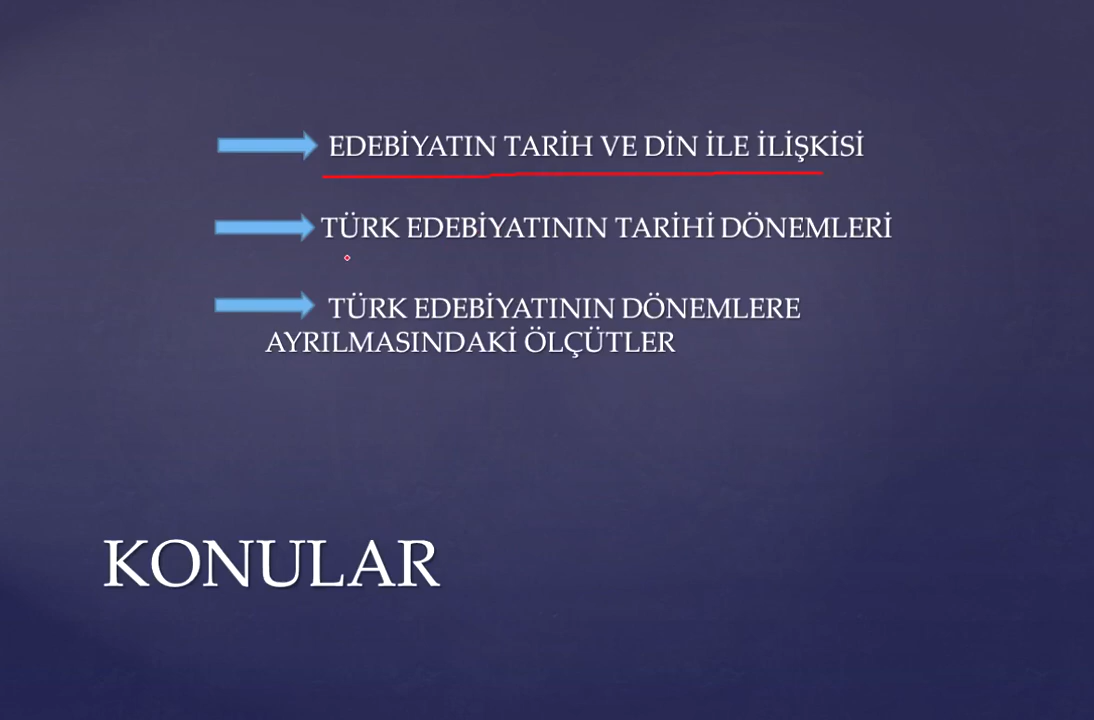 EDEBİYATIN TARİH VE DİN İLE İLİŞKİSİ
TÜRK EDEBİYATININ TARİHİ DÖNEMLERİ
TÜRK EDEBİYATININ DÖNEMLERE
AYRILMASINDAKİ ÖLÇÜTLER
KONULAR